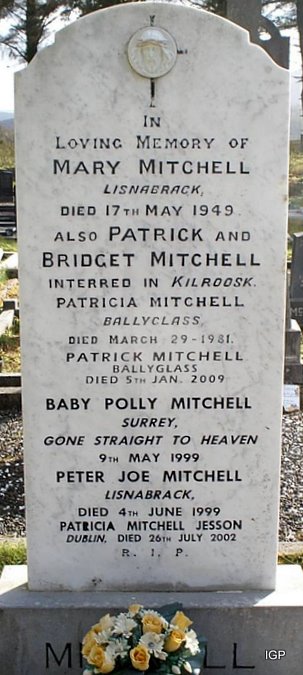 IN
LOVING MEMORY OF
MARY MITCHELL
LISNABRACK,
DIED 17TH MAY 1949.
ALSO PATRICK AND
BRIDGET MITCHELL
INTERRED IN KILROOSK.
PATRICIA MITCHELL
BALLYCLASS,
DIED MARCH 29-1981.
PATRICK MITCHELL
BALLYGLASS
DIED 5TH JAN. 2009
BABY POLLY MITCHELL
SURREY,
GONE STRAIGHT TO HEAVEN
9TH MAY 1999
PETER JOE MITCHELL
LISNABRACK,
DIED 4TH JUNE 1999
PATRICIA MITCHELL JESSON
DUBLIN, DIED 26TH JULY 2002
R. I. P.
IGP